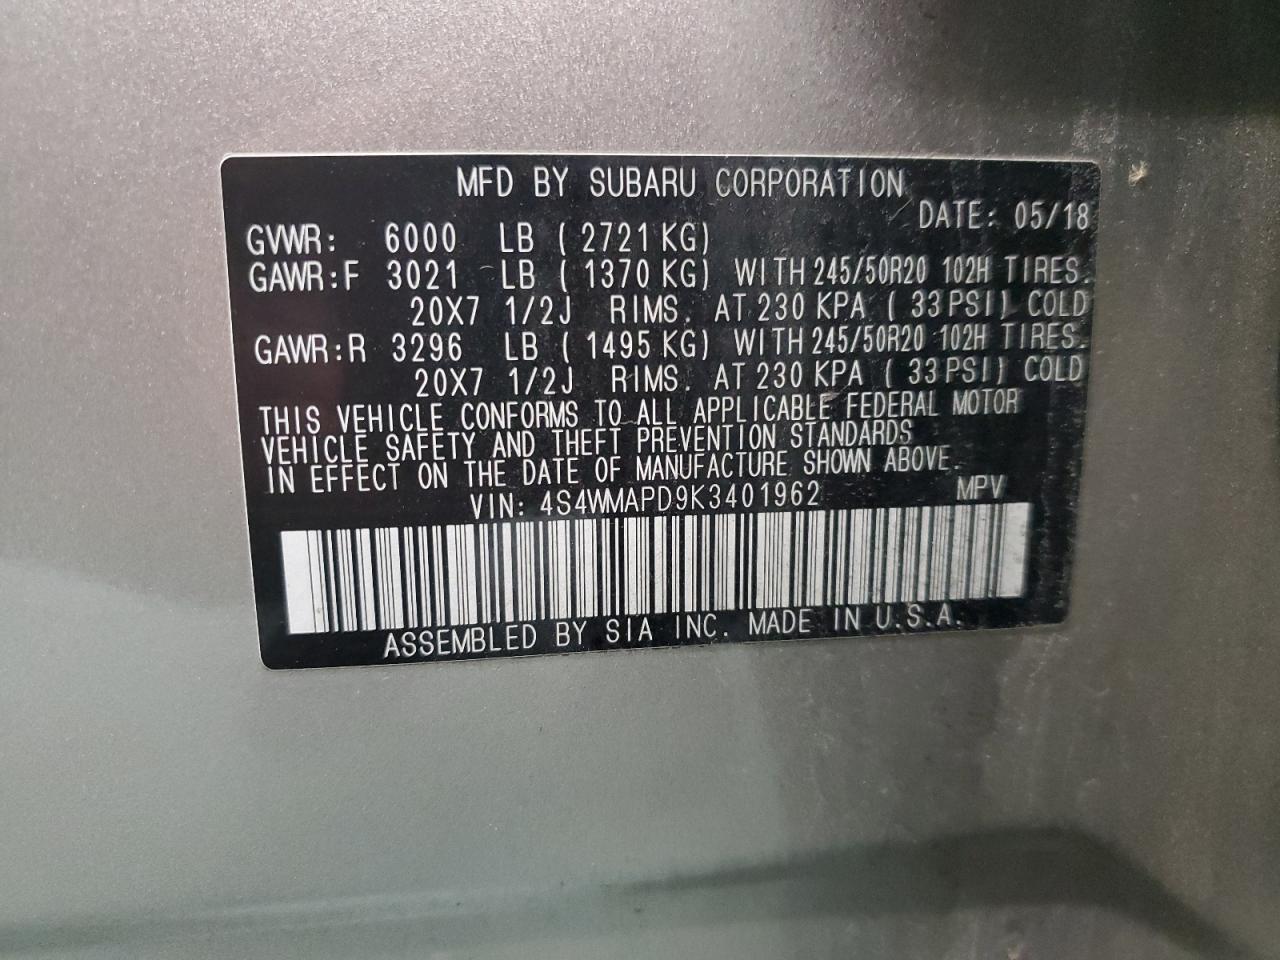 MFD BY SUBARU CORPORATION
DATE: 05/18
GVWR: 6000 LB ( 2721 KG)
GAWR:F 3021 LB ( 1370 KG) WITH 245/50R20 102H TIRES.
20X7 1/2J RIMS. AT 230 KPA ( 33 PSI) COLD
GAWR:R 3296 LB ( 1495 KG) WITH 245/50R20 102H TIRES.
20X7 1/2J RIMS. AT 230 KPA ( 33 PSI) COLD
THIS VEHICLE CONFORMS TO ALL APPLICABLE FEDERAL MOTOR
VEHICLE SAFETY AND THEFT PREVENTION STANDARDS
IN EFFECT ON THE DATE OF MANUFACTURE SHOWN ABOVE.
VIN: 4S4WMAPD9K3401962 MPV
ASSEMBLED BY SIA INC. MADE IN U.S.A.